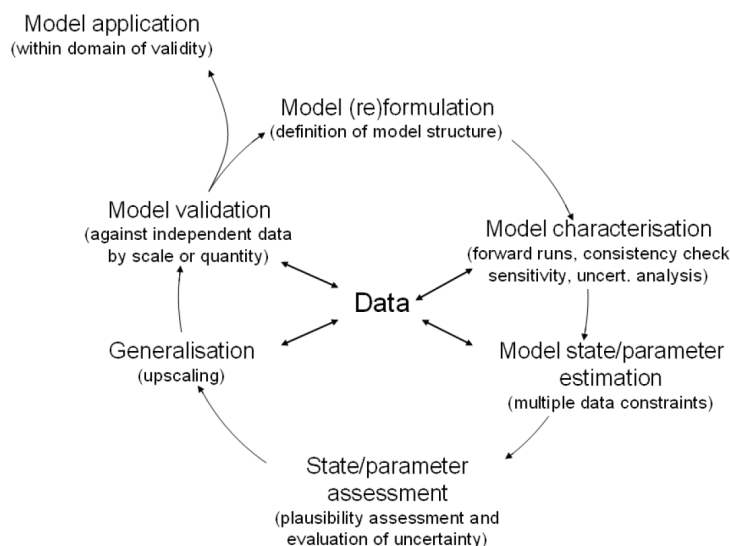 Model application
(within domain of validity)
Model (re)formulation
(definition of model structure)
Model validation
(against independent data
by scale or quantity)
Model characterisation
(forward runs, consistency check
sensitivity, uncert. analysis)
Data
Generalisation
(upscaling)
Model state/parameter
estimation
(multiple data constraints)
State/parameter
assessment
(plausibility assessment and
evaluation of uncertainty)